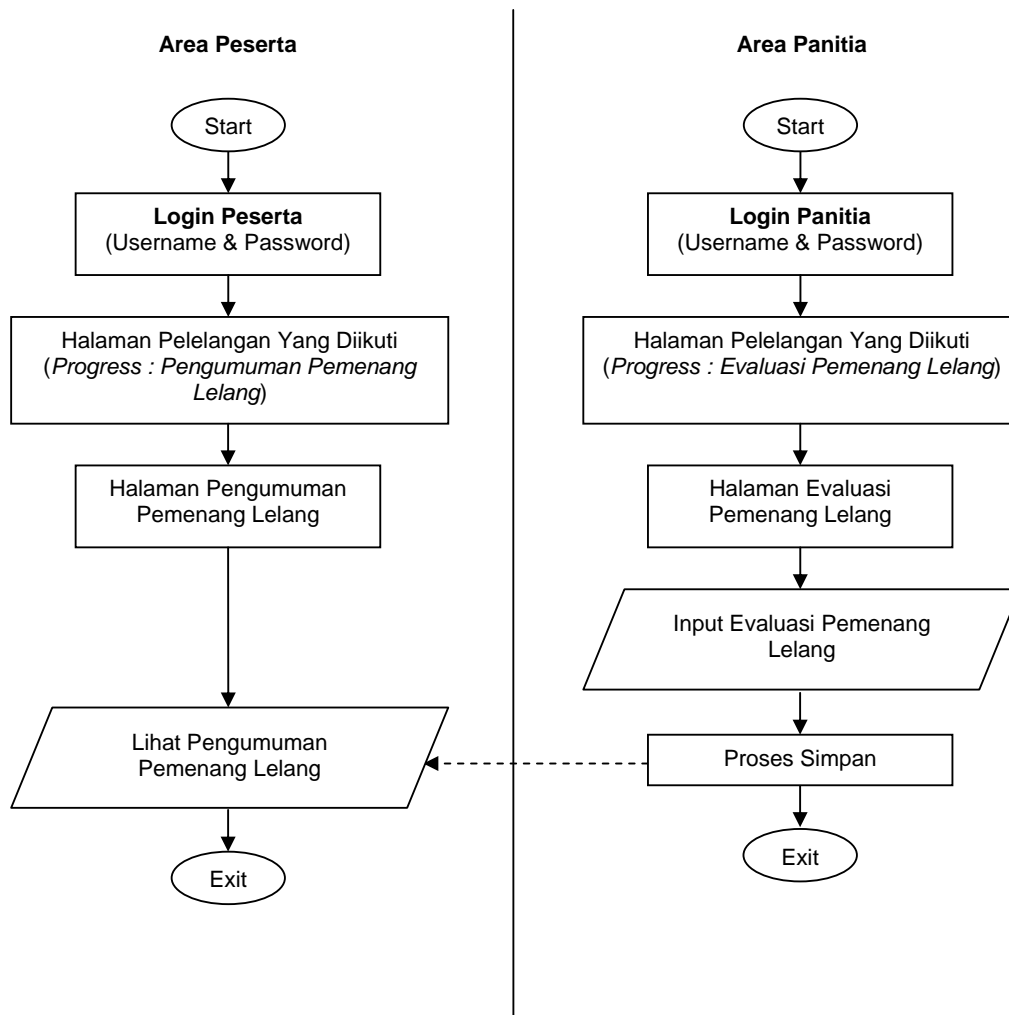 Area Peserta
Start
Login Peserta
(Username & Password)
Halaman Pelelangan Yang Diikuti
(Progress : Pengumuman Pemenang
Lelang)
Halaman Pengumuman
Pemenang Lelang
Lihat Pengumuman
Pemenang Lelang
Exit
Area Panitia
Start
Login Panitia
(Username & Password)
Halaman Pelelangan Yang Diikuti
(Progress : Evaluasi Pemenang Lelang)
Halaman Evaluasi
Pemenang Lelang
Input Evaluasi Pemenang
Lelang
Proses Simpan
Exit